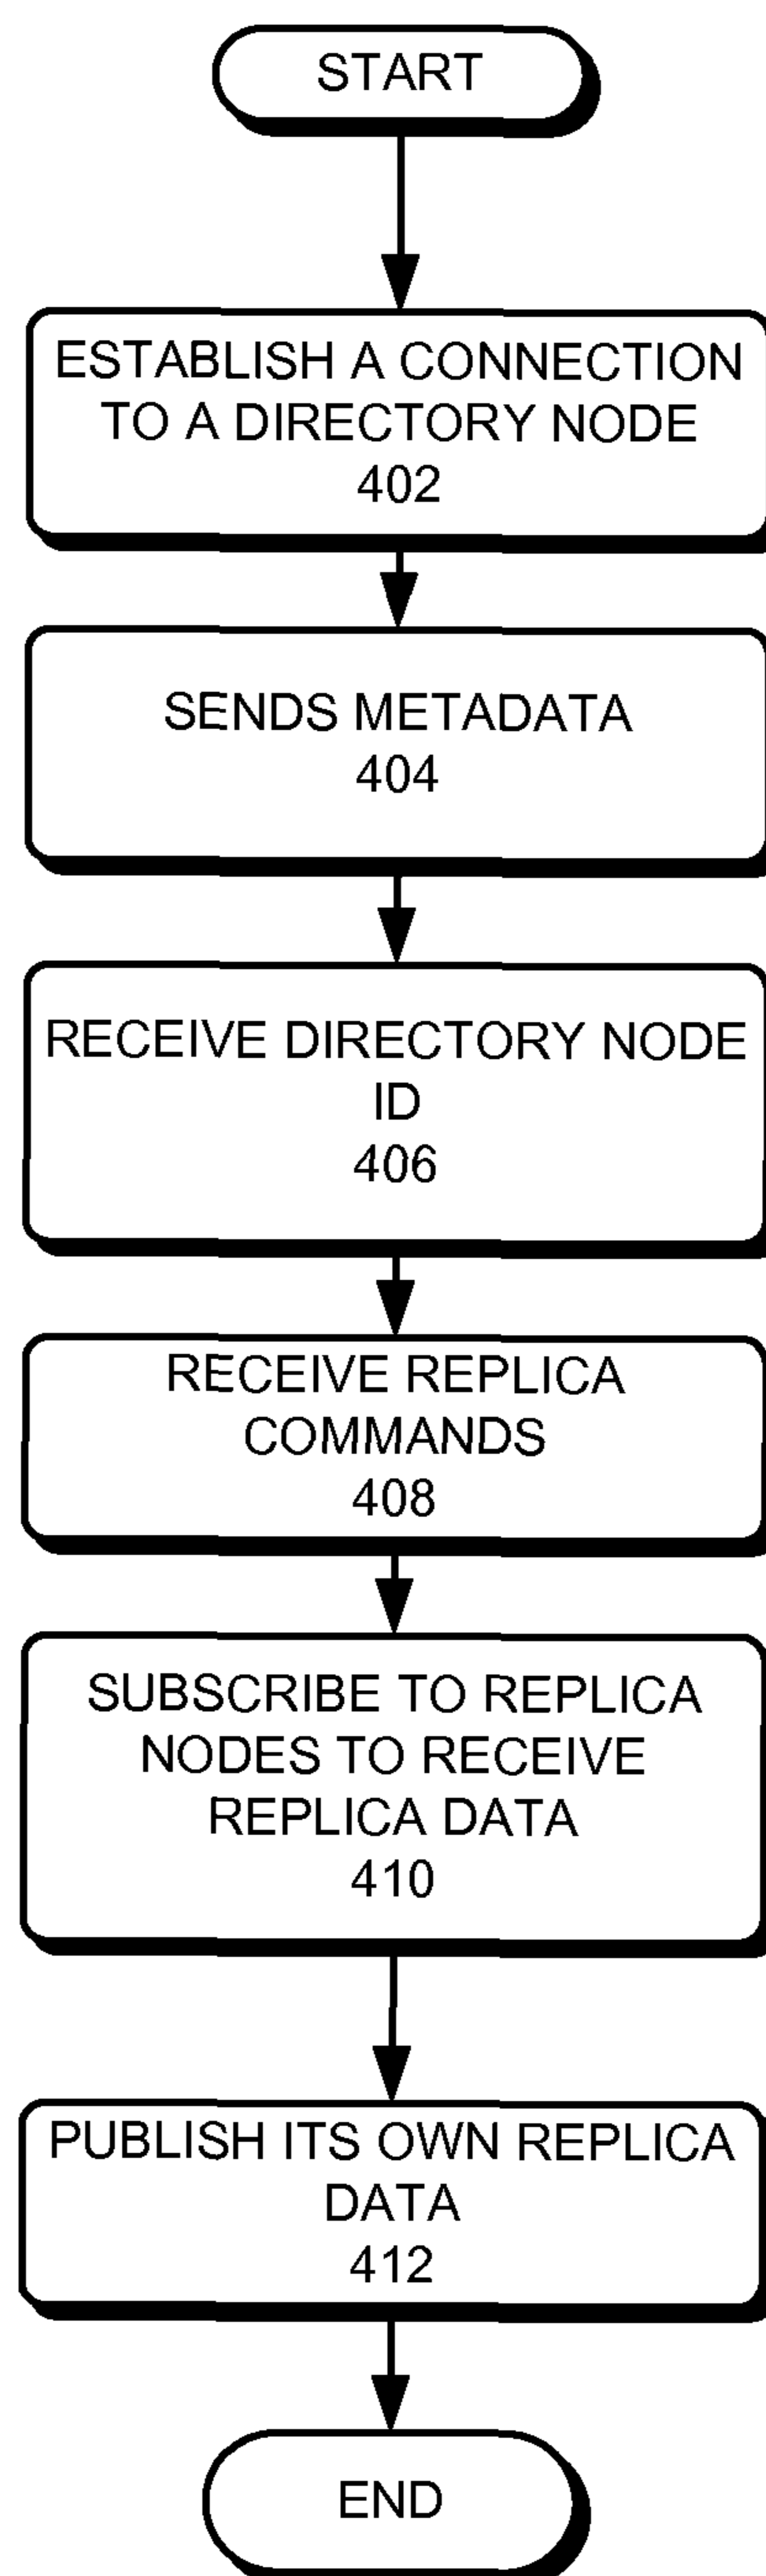 START
ESTABLISH A CONNECTION
TO A DIRECTORY NODE
402
SENDS METADATA
404
RECEIVE DIRECTORY NODE
ID
406
RECEIVE REPLICA
COMMANDS
408
SUBSCRIBE TO REPLICA
NODES TO RECEIVE
REPLICA DATA
410
PUBLISH ITS OWN REPLICA
DATA
412
END